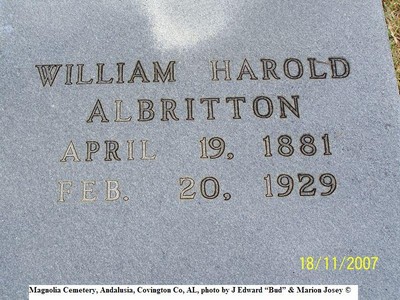 WILLIAM HAROLD
ALBRITTON
APRIL 19, 1881
FEB. 20, 1929
18/11/2007
Magnolia Cemetery, Andalusia, Covington Co, AL, photo by J Edward “Bud” & Marion Josey ©